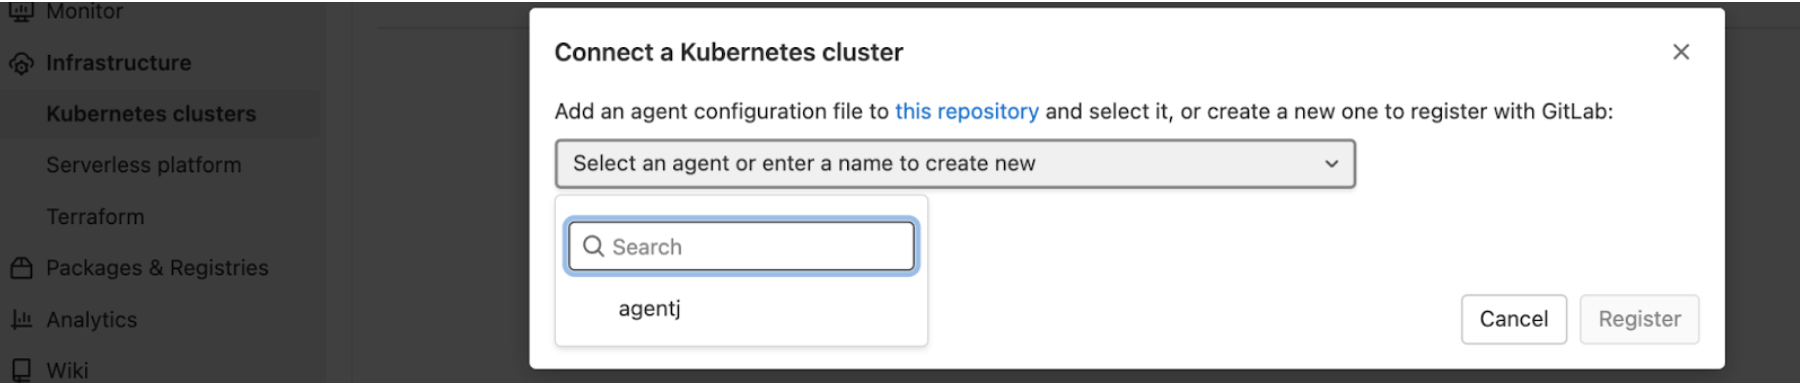 Monitor
Infrastructure
Kubernetes clusters
Serverless platform
Terraform
Packages & Registries
Analytics
Wiki
Connect a Kubernetes cluster
Add an agent configuration file to this repository and select it, or create a new one to register with GitLab:
Select an agent or enter a name to create new
Search
agentj
Cancel
Register